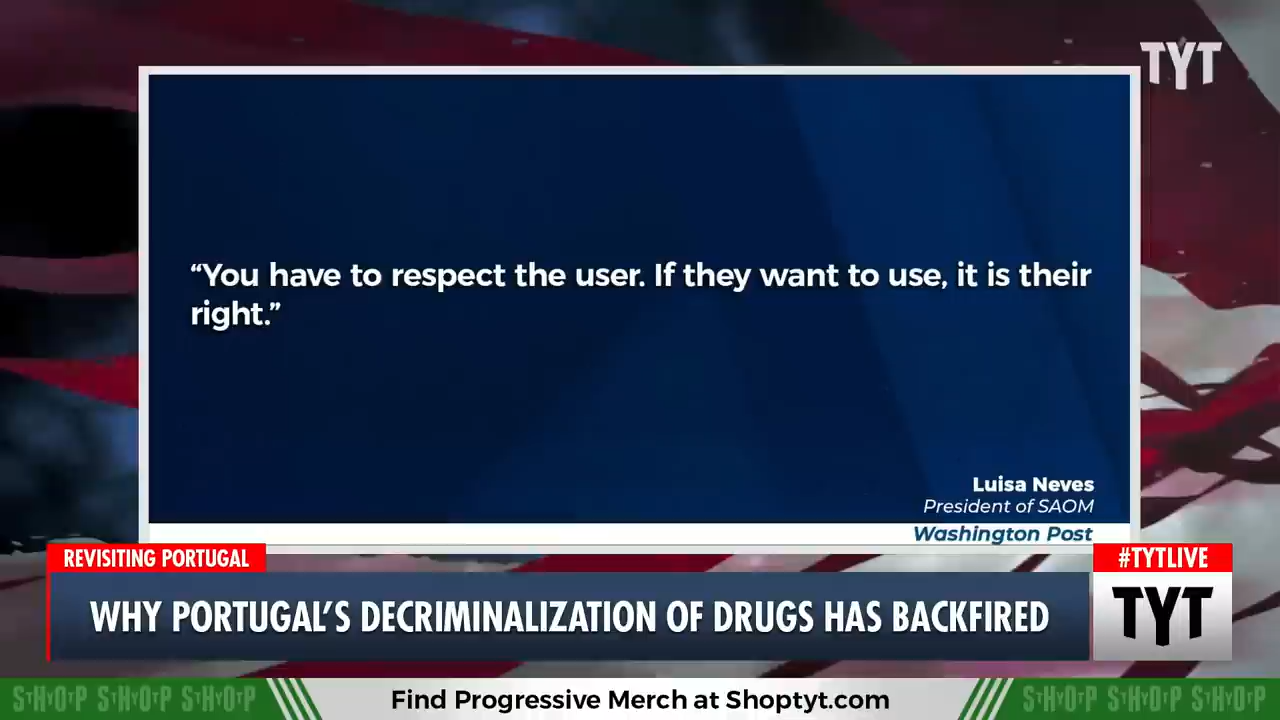 TYT
“You have to respect the user. If they want to use, it is their
right.”
Luisa Neves
President of SAOM
Washington Post
REVISITING PORTUGAL
#TYTLIVE
WHY PORTUGAL’S DECRIMINALIZATION OF DRUGS HAS BACKFIRED
TYT
SHOP SHOP SHOP
Find Progressive Merch at Shoptyt.com
SHOP SHOP SHOP